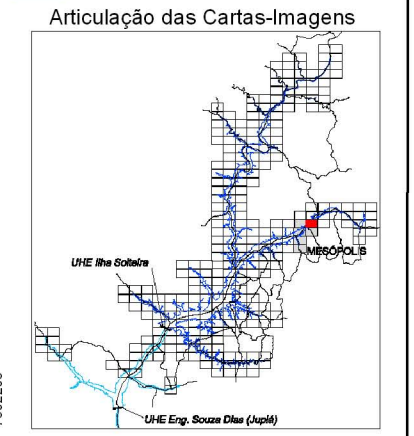 Articulação das Cartas-Imagens
MESÓPOLIS
UHE Ilha Solteira
UHE Eng. Souza Dias (Jupiá)